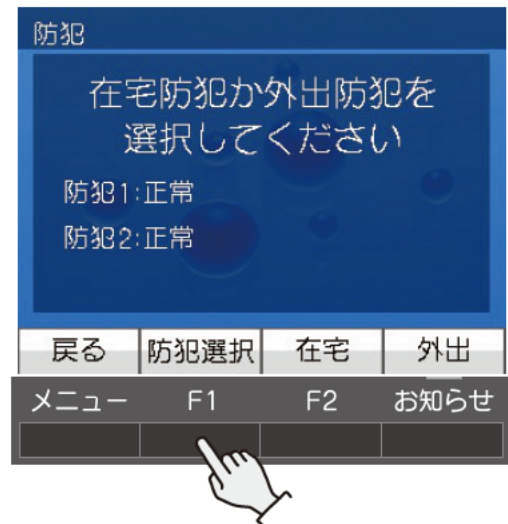 防犯
在宅防犯か外出防犯を
選択してください
防犯1:正常
防犯2:正常
戻る 防犯選択 在宅 外出
メニュー F1 F2 お知らせ